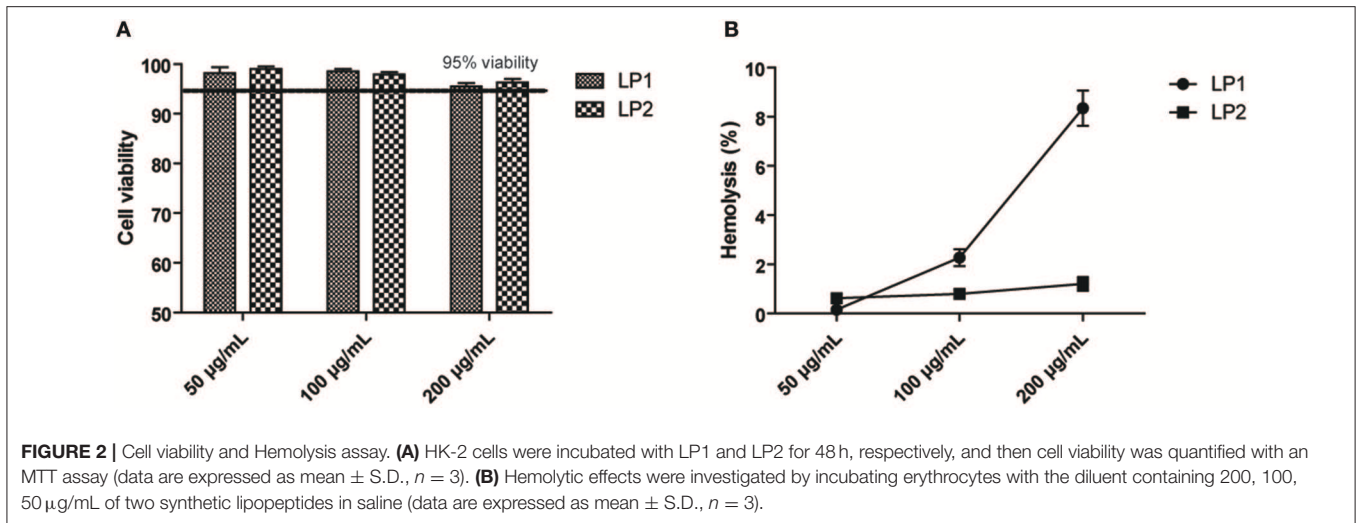 A
Cell viability
100
90
80
70
60
50
95% viability
LP1
LP2
50 µg/mL
100 µg/mL
200 µg/mL
B
Hemolysis (%)
10
8
6
4
2
0
LP1
LP2
50 µg/mL
100 µg/mL
200 µg/mL
FIGURE 2 | Cell viability and Hemolysis assay. (A) HK-2 cells were incubated with LP1 and LP2 for 48 h, respectively, and then cell viability was quantified with an
MTT assay (data are expressed as mean ± S.D., n = 3). (B) Hemolytic effects were investigated by incubating erythrocytes with the diluent containing 200, 100,
50 µg/mL of two synthetic lipopeptides in saline (data are expressed as mean ± S.D., n = 3).